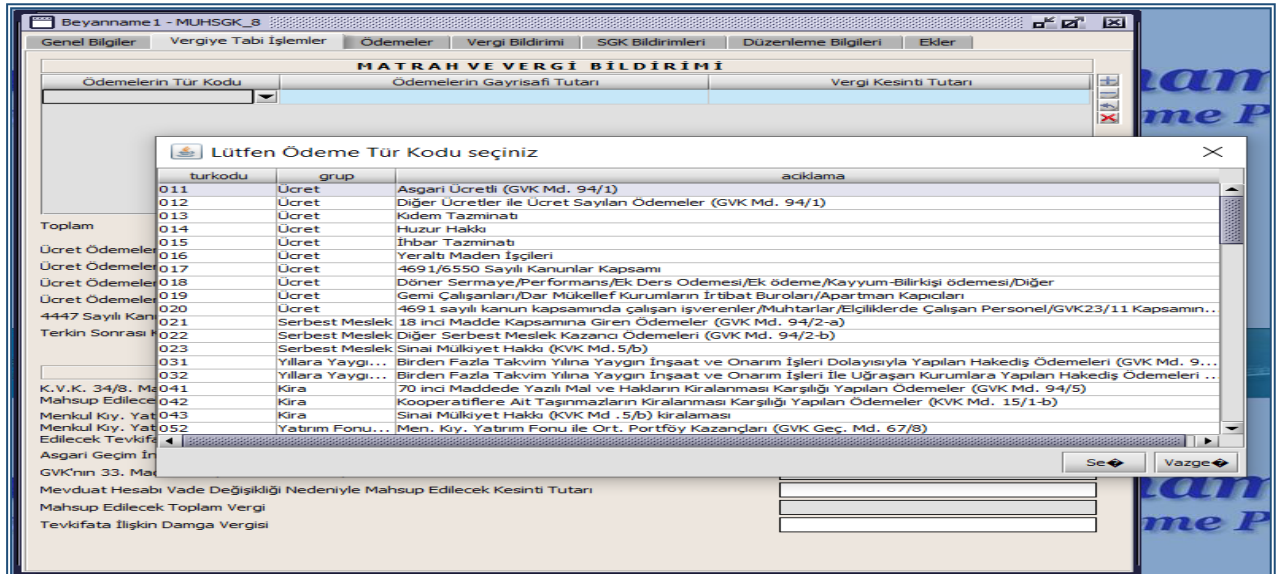 Beyanname1 - MUHSGK_8
Genel Bilgiler Vergiye Tabi İşlemler Ödemeler Vergi Bildirimi SGK Bildirimleri Düzenleme Bilgileri Ekler
MATRAH VE VERGİ BİLDİRİMİ
Ödemelerin Tür Kodu Ödemelerin Gayrisafi Tutarı Vergi Kesinti Tutarı
Lütfen Ödeme Tür Kodu seçiniz
turkodu grup aciklama
011 Ücret Asgari Ücretli (GVK Md. 94/1)
012 Ücret Diğer Ücretler ile Ücret Sayılan Ödemeler (GVK Md. 94/1)
013 Ücret Kıdem Tazminatı
014 Ücret Huzur Hakkı
015 Ücret İhbar Tazminatı
016 Ücret Yeraltı Maden İşçileri
017 Ücret 4691/6550 Sayılı Kanunlar Kapsamı
018 Ücret Döner Sermaye/Performans/Ek Ders Odemesi/Ek ödeme/Kayyum-Bilirkişi ödemesi/Diğer
019 Ücret Gemi Çalışanları/Dar Mükellef Kurumların İrtibat Buroları/Apartman Kapıcıları
020 Ücret 4691 sayılı kanun kapsamında çalışan işverenler/Muhtarlar/Elçiliklerde Çalışan Personel/GVK23/11 Kapsamın...
021 Serbest Meslek 18 inci Madde Kapsamına Giren Ödemeler (GVK Md. 94/2-a)
022 Serbest Meslek Diğer Serbest Meslek Kazancı Ödemeleri (GVK Md. 94/2-b)
023 Serbest Meslek Sinai Mülkiyet Hakkı (KVK Md.5/b)
031 Yıllara Yaygı... Birden Fazla Takvim Yılına Yaygın İnşaat ve Onarım İşleri Dolayısıyla Yapılan Hakediş Ödemeleri (GVK Md. 9...
032 Yıllara Yaygı... Birden Fazla Takvim Yılına Yaygın İnşaat ve Onarım İşleri İle Uğraşan Kurumlara Yapılan Hakediş Ödemeleri ...
041 Kira 70 inci Maddede Yazılı Mal ve Hakların Kiralanması Karşılığı Yapılan Ödemeler (GVK Md. 94/5)
042 Kira Kooperatiflere Ait Taşınmazların Kiralanması Karşılığı Yapılan Ödemeler (KVK Md. 15/1-b)
043 Kira Sinai Mülkiyet Hakkı (KVK Md .5/b) kiralaması
052 Yatırım Fonu... Men. Kıy. Yatırım Fonu ile Ort. Portföy Kazançları (GVK Geç. Md. 67/8)
Se� Vazge�
Toplam
Ücret Ödemeler
Ücret Ödemeler
Ücret Ödemeler
Ücret Ödemeler
4447 Sayılı Kan
Terkin Sonrası
K.V.K. 34/8. Ma
Mahsup Edilece
Menkul Kıy. Yat
Menkul Kıy. Yat
Edilecek Tevkifa
Asgari Geçim İn
GVK'nın 33. Mad
Mevduat Hesabı Vade Değişikliği Nedeniyle Mahsup Edilecek Kesinti Tutarı
Mahsup Edilecek Toplam Vergi
Tevkifata İlişkin Damga Vergisi
nam
me P
nam
me P